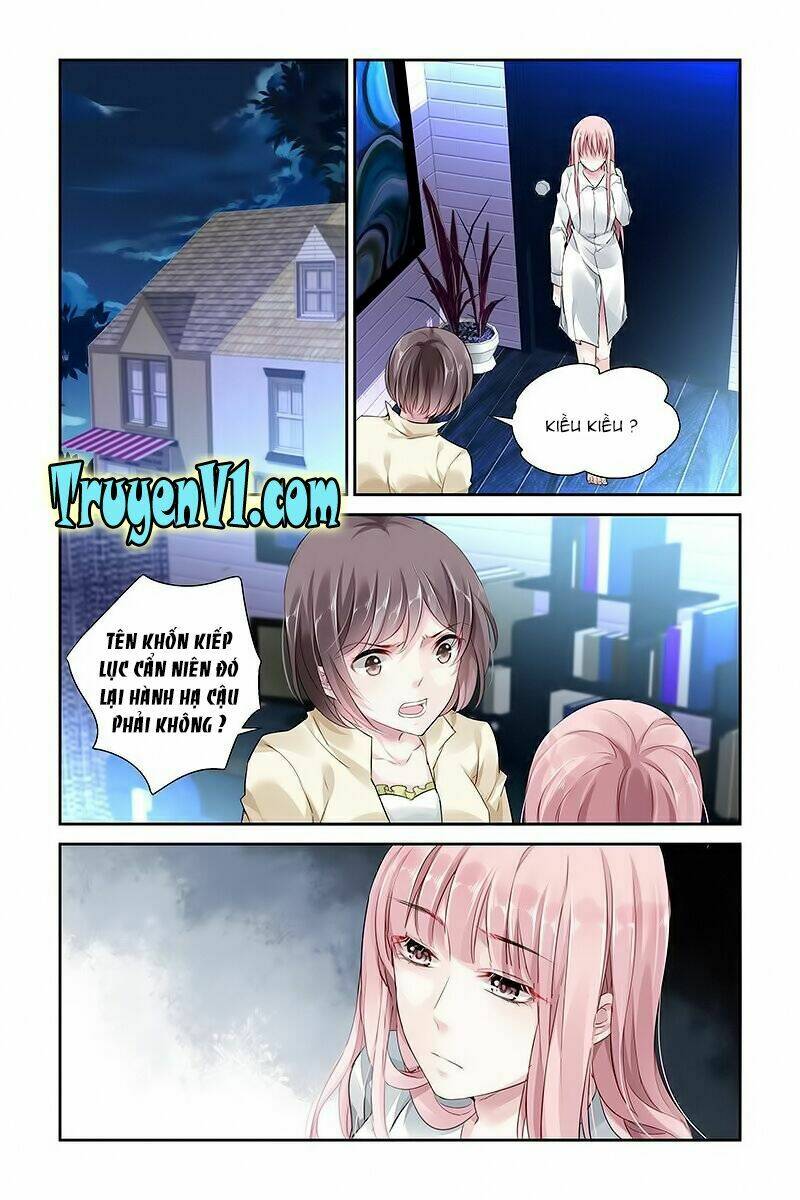 KIỀU KIỀU ?
TruyenV1.com
TÊN KHỐN KIẾP
LỤC CẨN NIÊN ĐÓ
LẠI HÀNH HẠ CẬU
PHẢI KHÔNG ?